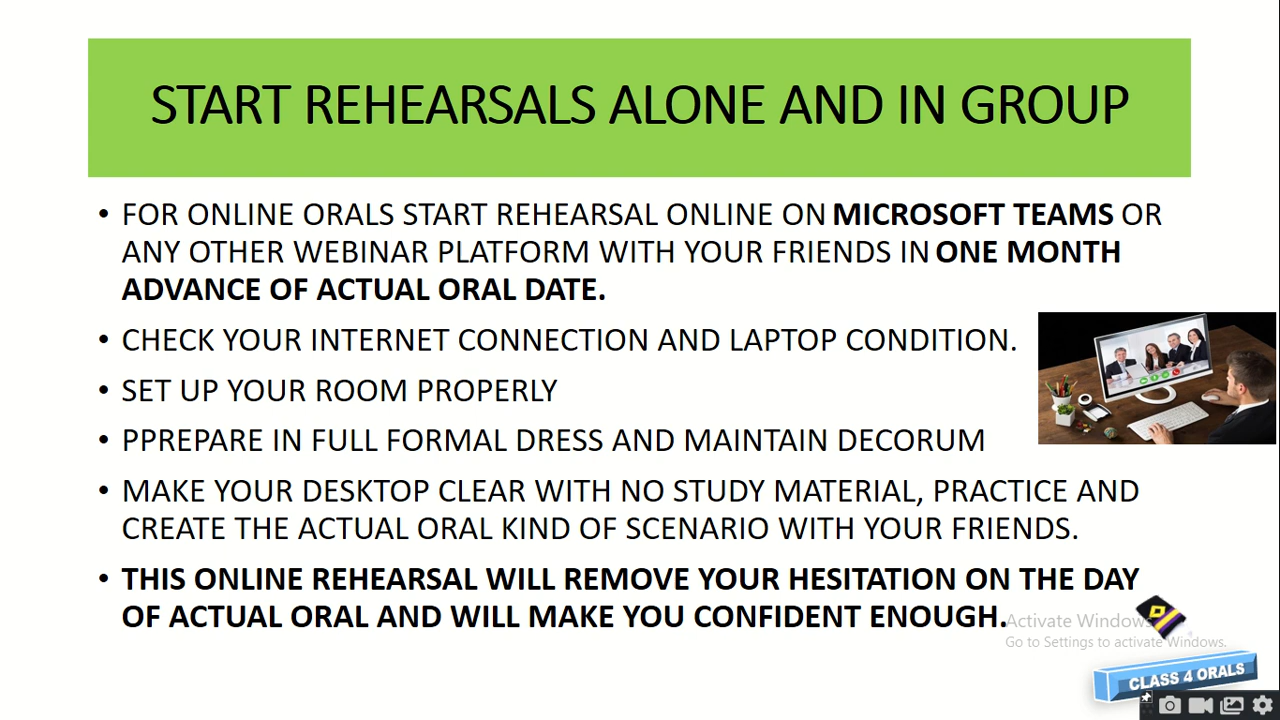 START REHEARSALS ALONE AND IN GROUP
• FOR ONLINE ORALS START REHEARSAL ONLINE ON MICROSOFT TEAMS OR
ANY OTHER WEBINAR PLATFORM WITH YOUR FRIENDS IN ONE MONTH
ADVANCE OF ACTUAL ORAL DATE.
• CHECK YOUR INTERNET CONNECTION AND LAPTOP CONDITION.
• SET UP YOUR ROOM PROPERLY
• PPREPARE IN FULL FORMAL DRESS AND MAINTAIN DECORUM
• MAKE YOUR DESKTOP CLEAR WITH NO STUDY MATERIAL, PRACTICE AND
CREATE THE ACTUAL ORAL KIND OF SCENARIO WITH YOUR FRIENDS.
• THIS ONLINE REHEARSAL WILL REMOVE YOUR HESITATION ON THE DAY
OF ACTUAL ORAL AND WILL MAKE YOU CONFIDENT ENOUGH.
Activate Windows
Go to Settings to activate Windows.
CLASS 4 ORALS